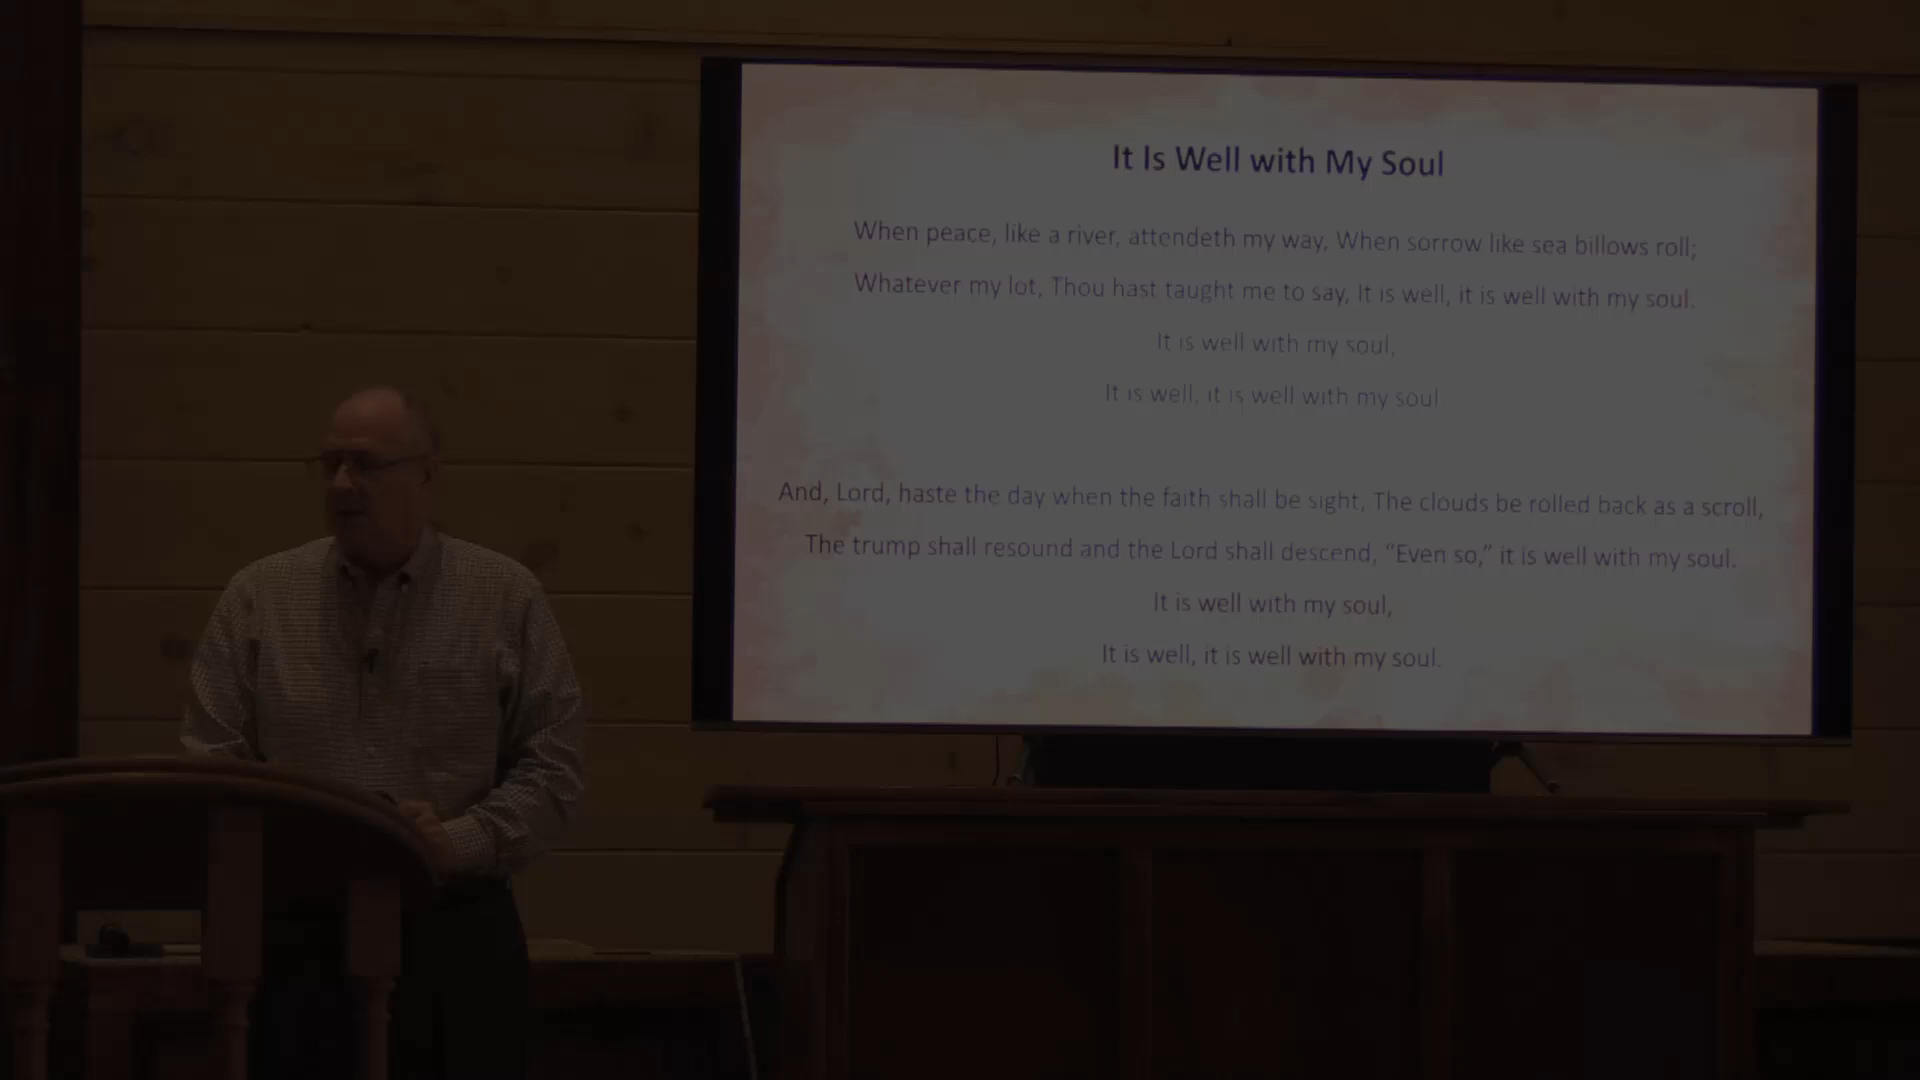 It Is Well with My Soul
When peace, like a river, attendeth my way, When sorrow like sea billows roll;
Whatever my lot, Thou hast taught me to say, It is well, it is well with my soul.
It is well with my soul,
It is well, it is well with my soul
And, Lord, haste the day when the faith shall be sight, The clouds be rolled back as a scroll,
The trump shall resound and the Lord shall descend, “Even so,” it is well with my soul.
It is well with my soul,
It is well, it is well with my soul.